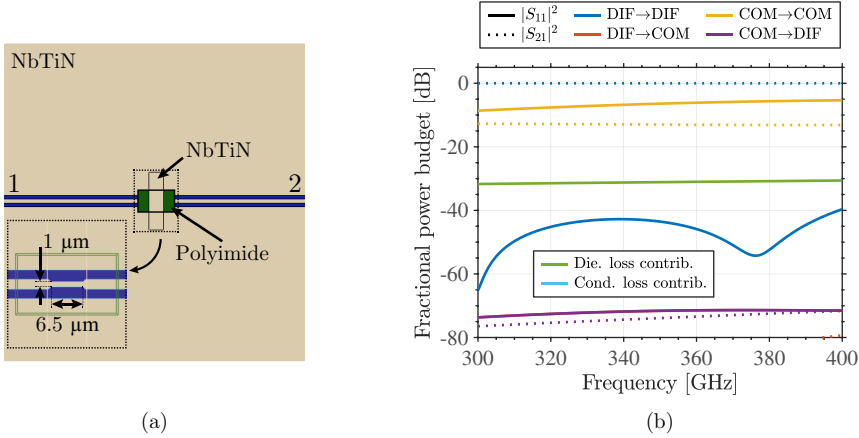 NbTiN
NbTiN
1
2
Polyimide
1 μm
6.5 μm
(a)
|S₁₁|² DIF→DIF COM→COM
|S₂₁|² DIF→COM COM→DIF
Fractional power budget [dB]
0
-20
-40
-60
-80
Die. loss contrib.
Cond. loss contrib.
300 320 340 360 380 400
Frequency [GHz]
(b)